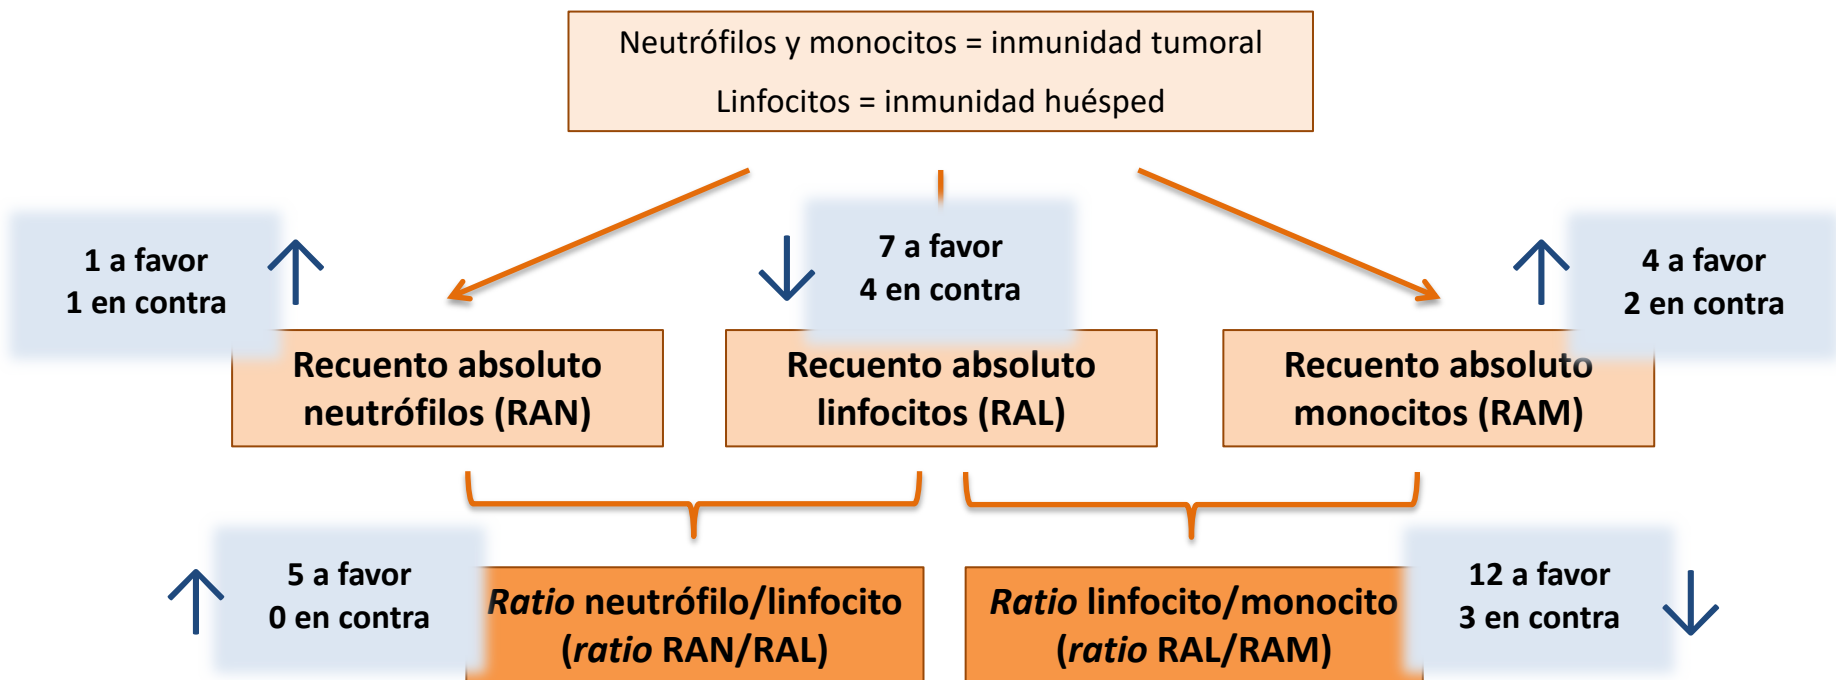 Neutrófilos y monocitos = inmunidad tumoral
Linfocitos = inmunidad huésped
1 a favor
1 en contra
7 a favor
4 en contra
4 a favor
2 en contra
Recuento absoluto
neutrófilos (RAN)
Recuento absoluto
linfocitos (RAL)
Recuento absoluto
monocitos (RAM)
5 a favor
0 en contra
Ratio neutrófilo/linfocito
(ratio RAN/RAL)
Ratio linfocito/monocito
(ratio RAL/RAM)
12 a favor
3 en contra